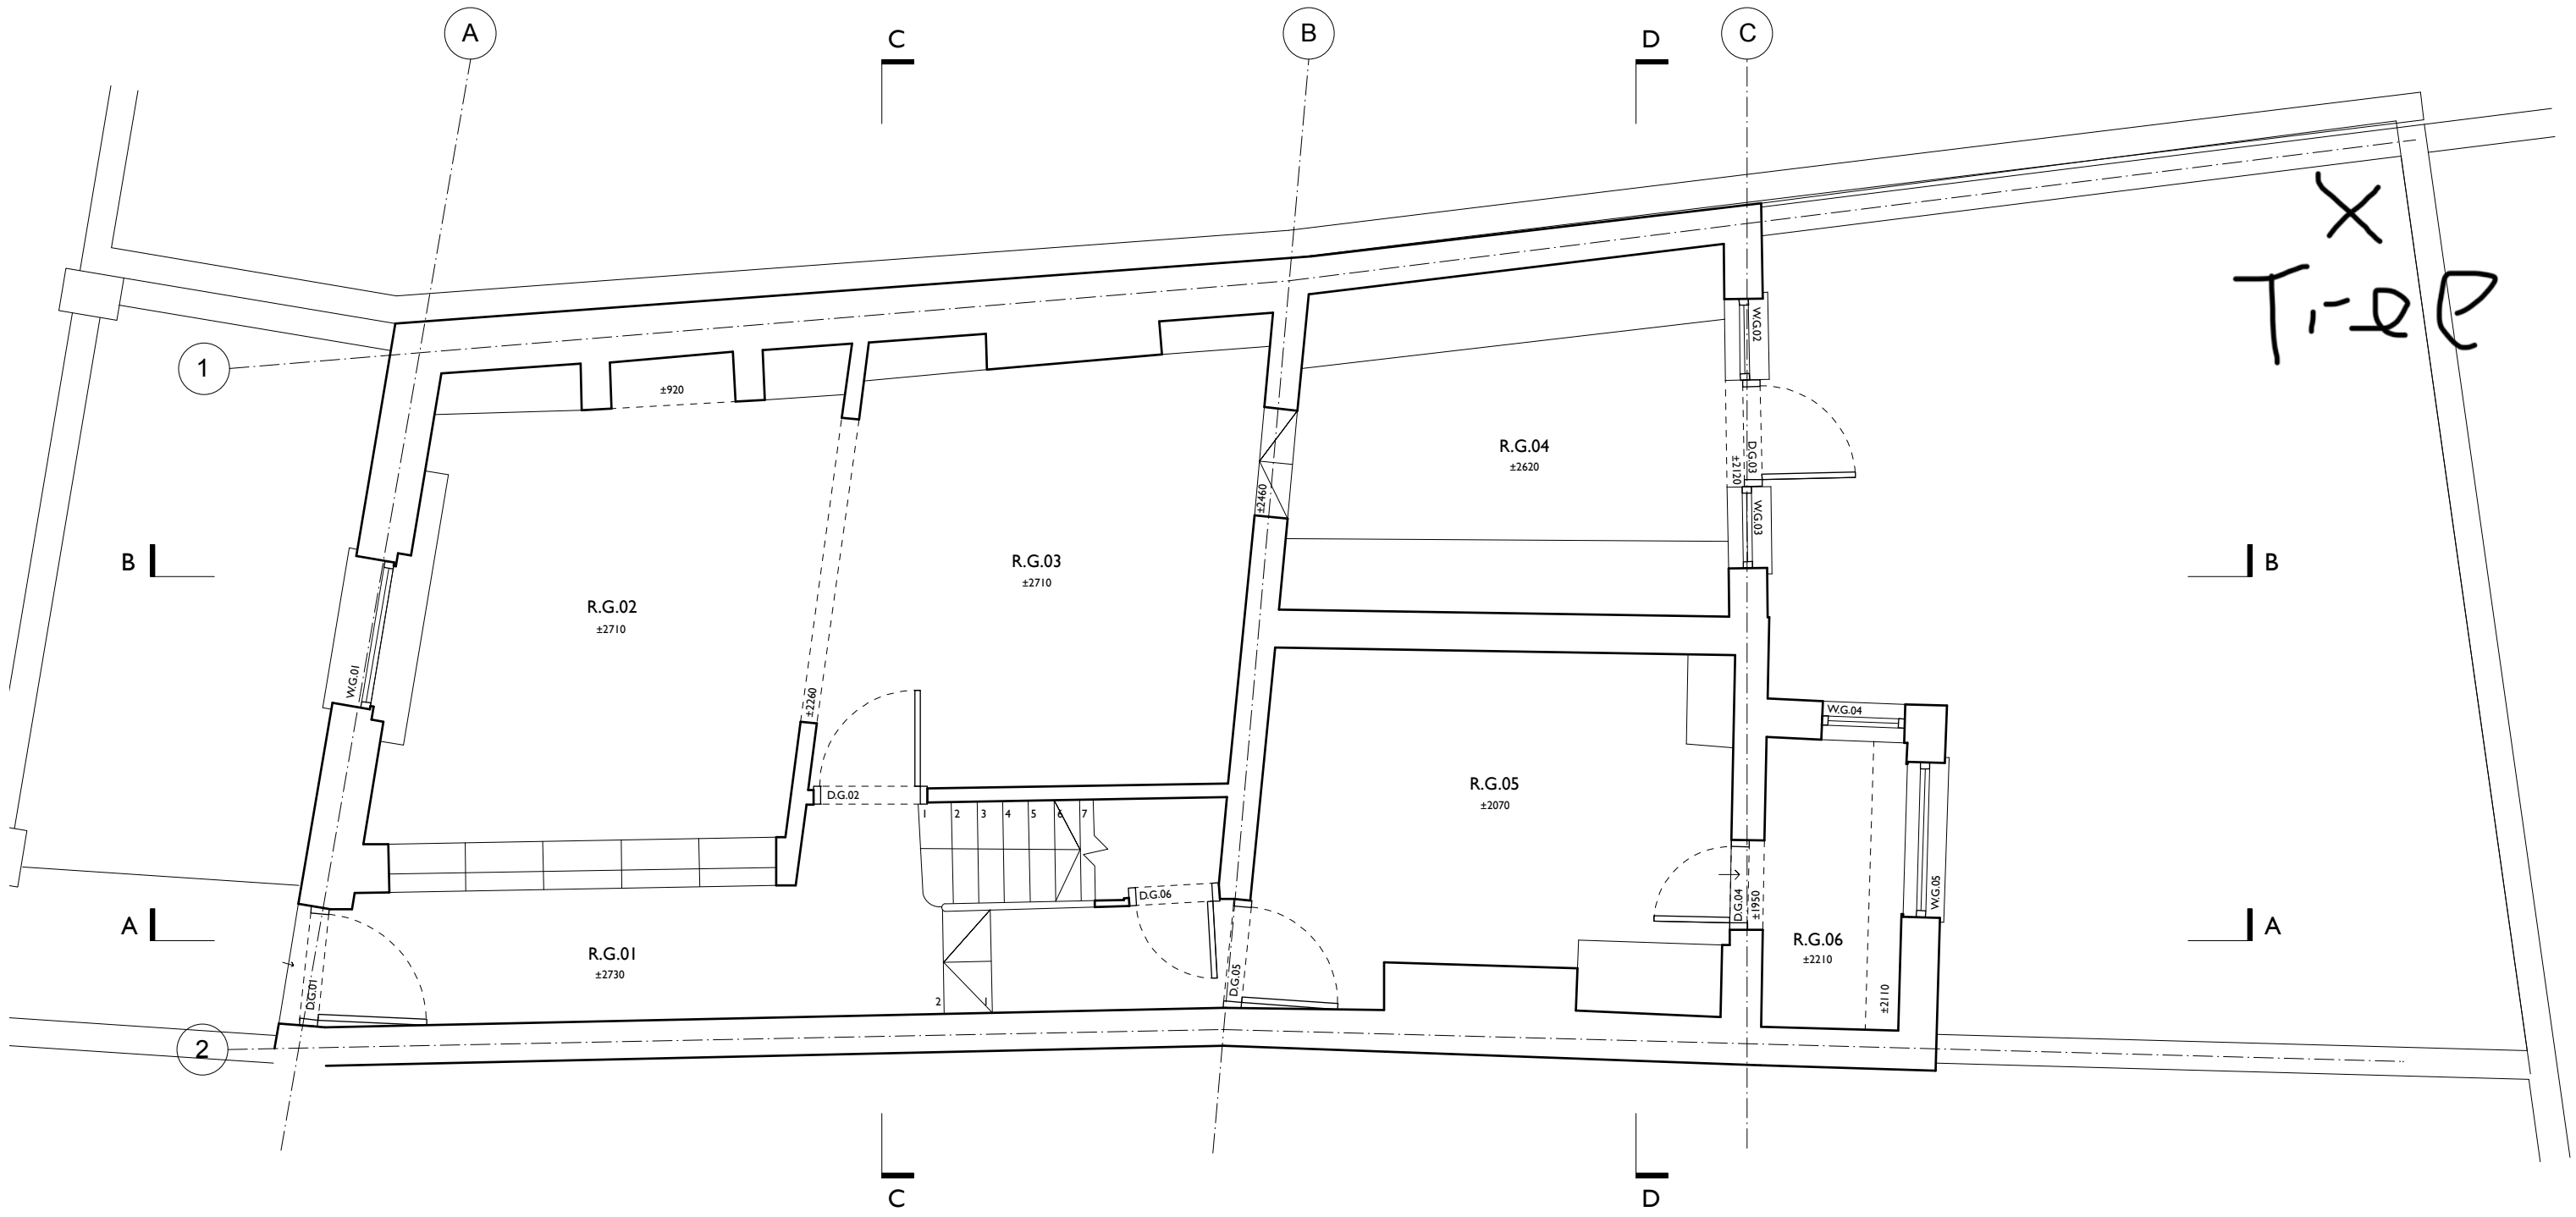 A
C
B
D
C
X
Tree
1
±920
W.G.02
R.G.04
±2620
D.G.03
±2120
±2460
W.G.03
B
R.G.03
±2710
B
R.G.02
±2710
W.G.01
±2260
W.G.04
R.G.05
±2070
D.G.02
1 2 3 4 5 6 7
D.G.06
D.G.04
±1950
W.G.05
A
R.G.01
±2730
R.G.06
±2210
A
D.G.01
2 1
D.G.05
±2110
2
C
D